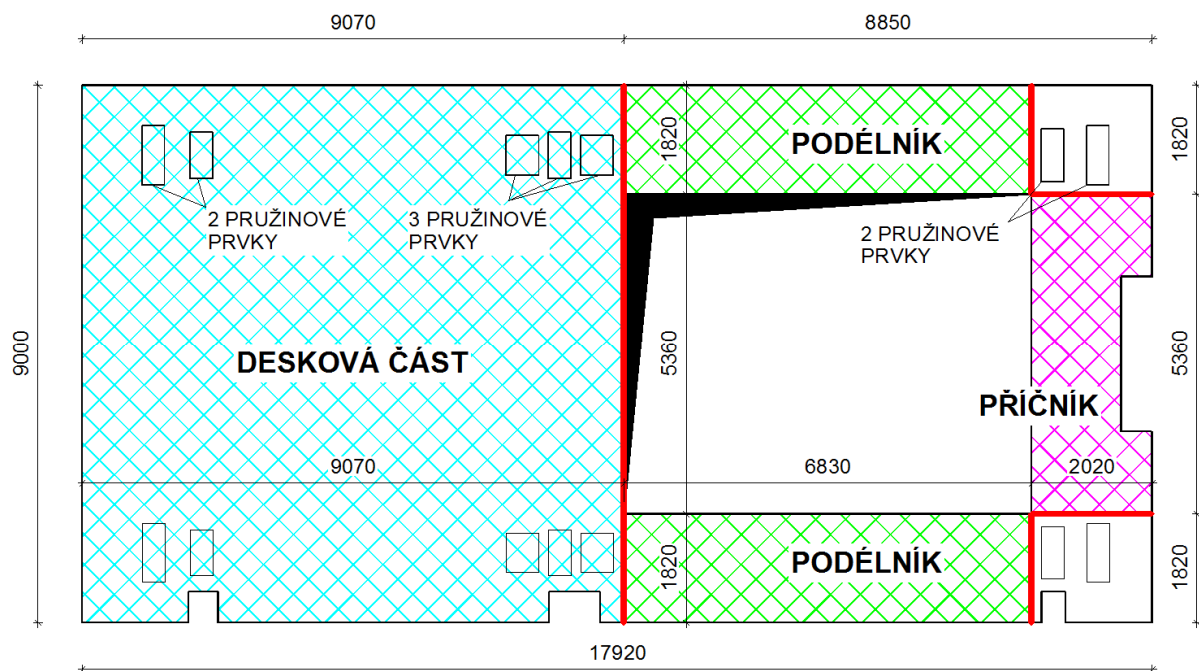 9070
8850
1820
PODÉLNÍK
1820
2 PRUŽINOVÉ
PRVKY
3 PRUŽINOVÉ
PRVKY
2 PRUŽINOVÉ
PRVKY
9000
DESKOVÁ ČÁST
5360
5360
PŘÍČNÍK
9070
6830
2020
1820
PODÉLNÍK
1820
17920